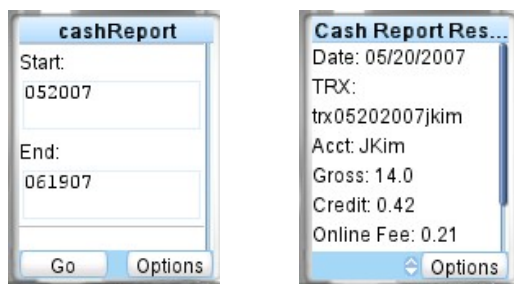 cashReport
Start:
052007
End:
061907
Go
Options
Cash Report Res...
Date: 05/20/2007
TRX:
trx05202007jkim
Acct: JKim
Gross: 14.0
Credit: 0.42
Online Fee: 0.21
Options